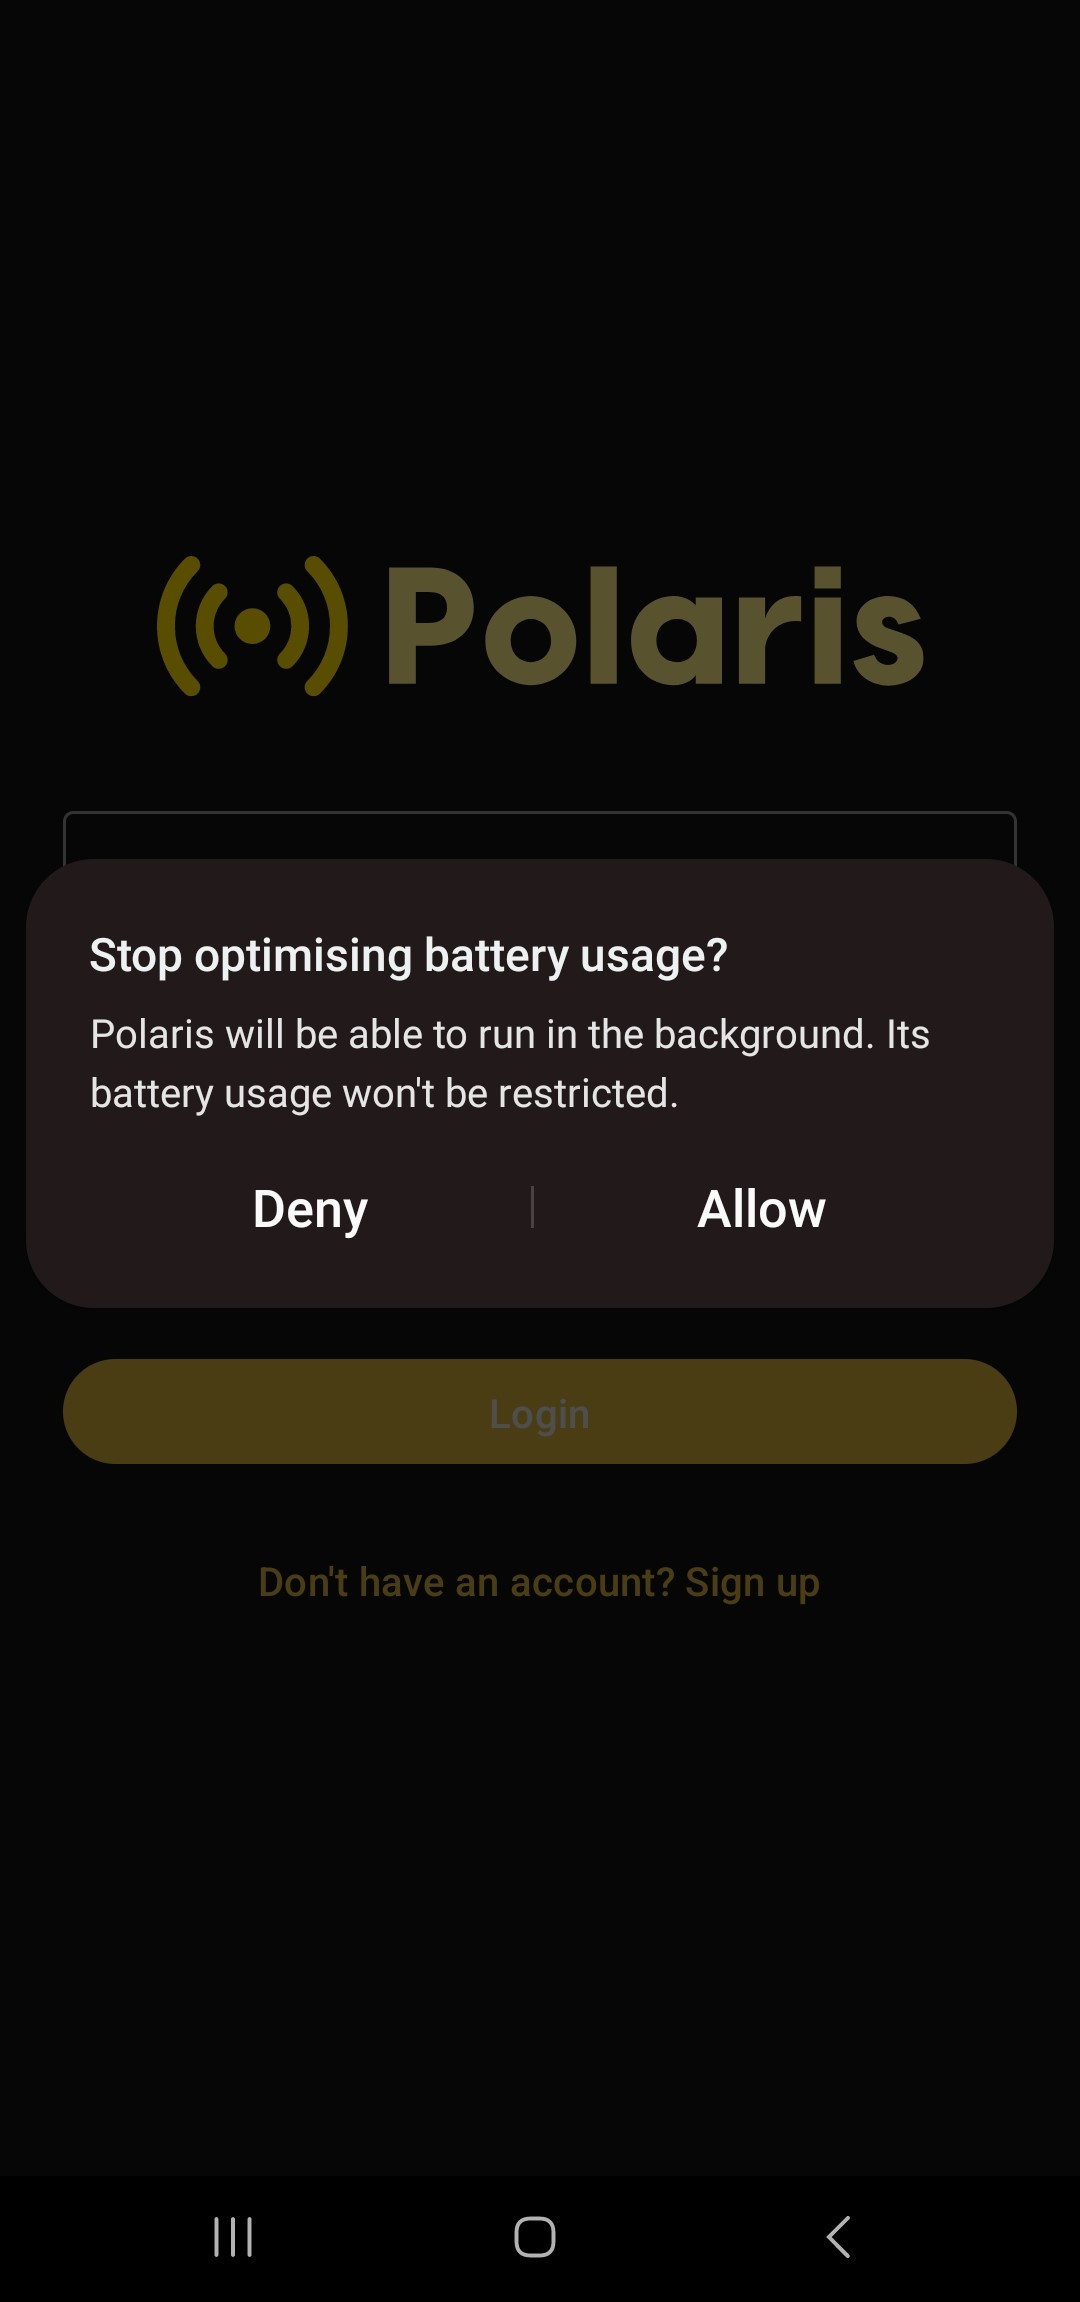 Polaris
Stop optimising battery usage?
Polaris will be able to run in the background. Its
battery usage won't be restricted.
Deny
Allow
Login
Don't have an account? Sign up